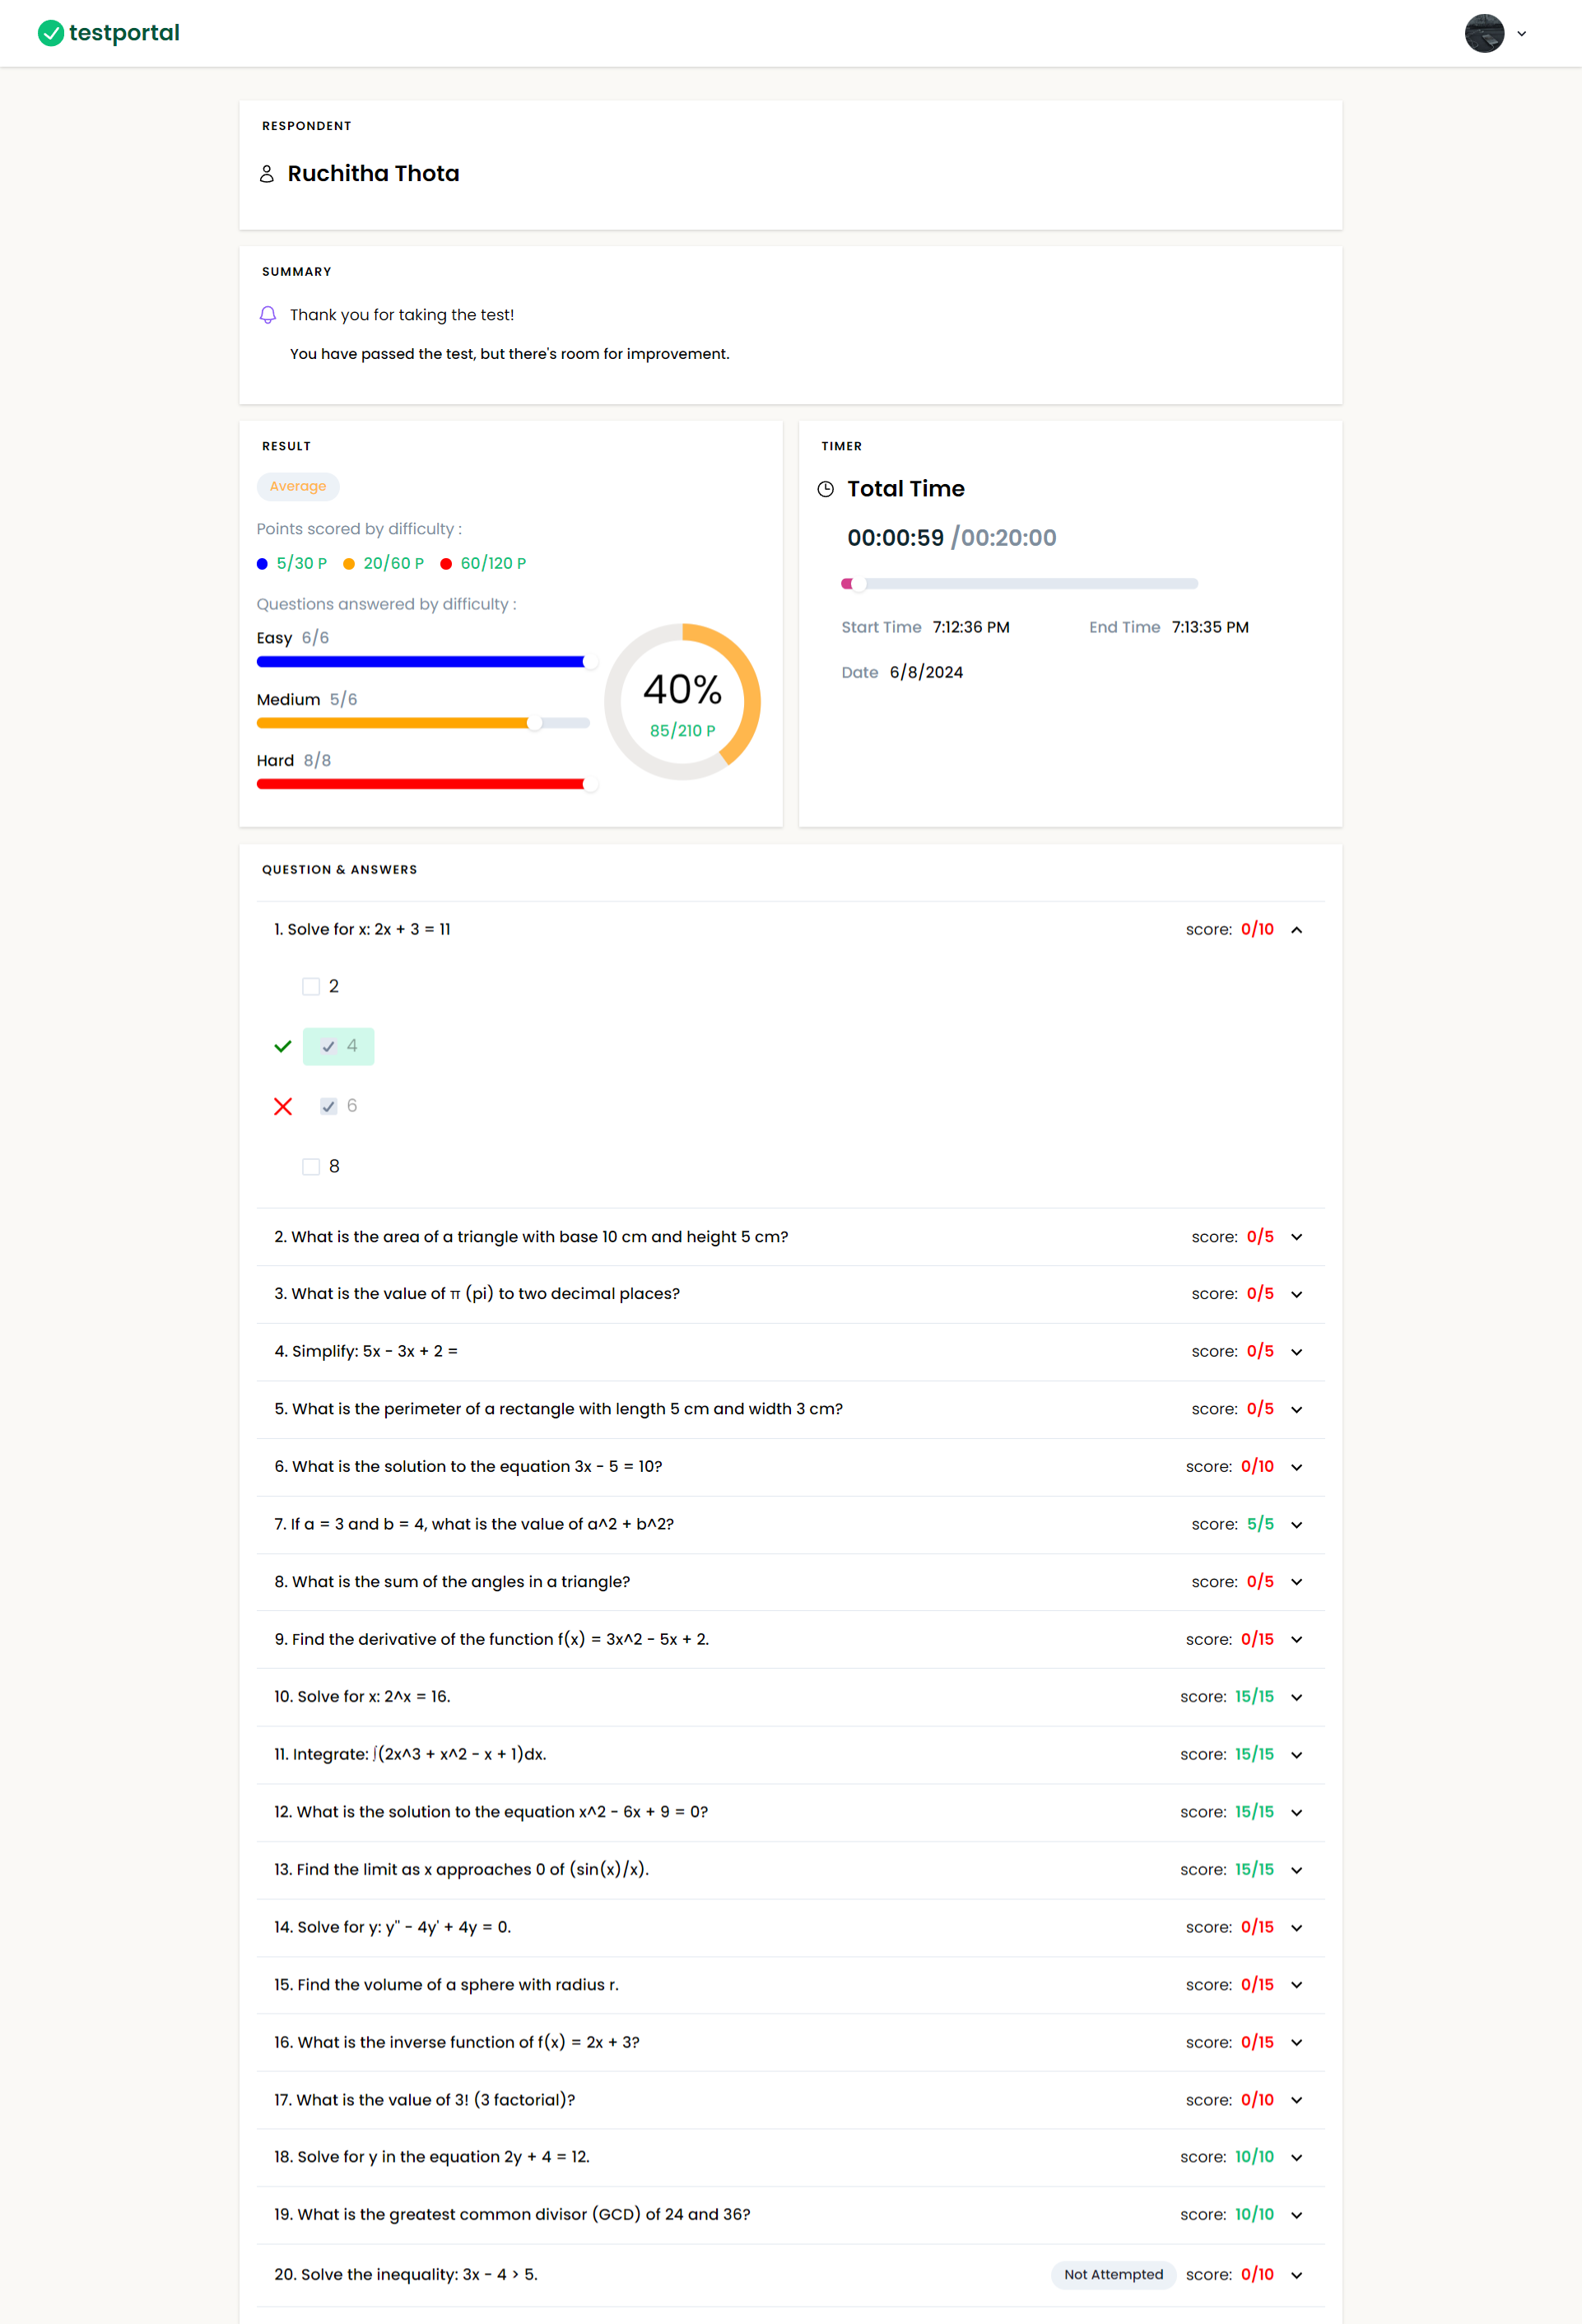 testportal
RESPONDENT
Ruchitha Thota
SUMMARY
Thank you for taking the test!
You have passed the test, but there's room for improvement.
RESULT
Average
Points scored by difficulty :
5/30 P 20/60 P 60/120 P
Questions answered by difficulty :
Easy 6/6
Medium 5/6
Hard 8/8
40%
85/210 P
TIMER
Total Time
00:00:59 /00:20:00
Start Time 7:12:36 PM End Time 7:13:35 PM
Date 6/8/2024
QUESTION & ANSWERS
1. Solve for x: 2x + 3 = 11 score: 0/10
2
4
6
8
2. What is the area of a triangle with base 10 cm and height 5 cm? score: 0/5
3. What is the value of π (pi) to two decimal places? score: 0/5
4. Simplify: 5x - 3x + 2 = score: 0/5
5. What is the perimeter of a rectangle with length 5 cm and width 3 cm? score: 0/5
6. What is the solution to the equation 3x - 5 = 10? score: 0/10
7. If a = 3 and b = 4, what is the value of a^2 + b^2? score: 5/5
8. What is the sum of the angles in a triangle? score: 0/5
9. Find the derivative of the function f(x) = 3x^2 - 5x + 2. score: 0/15
10. Solve for x: 2^x = 16. score: 15/15
11. Integrate: ∫(2x^3 + x^2 - x + 1)dx. score: 15/15
12. What is the solution to the equation x^2 - 6x + 9 = 0? score: 15/15
13. Find the limit as x approaches 0 of (sin(x)/x). score: 15/15
14. Solve for y: y'' - 4y' + 4y = 0. score: 0/15
15. Find the volume of a sphere with radius r. score: 0/15
16. What is the inverse function of f(x) = 2x + 3? score: 0/15
17. What is the value of 3! (3 factorial)? score: 0/10
18. Solve for y in the equation 2y + 4 = 12. score: 10/10
19. What is the greatest common divisor (GCD) of 24 and 36? score: 10/10
20. Solve the inequality: 3x - 4 > 5. Not Attempted score: 0/10